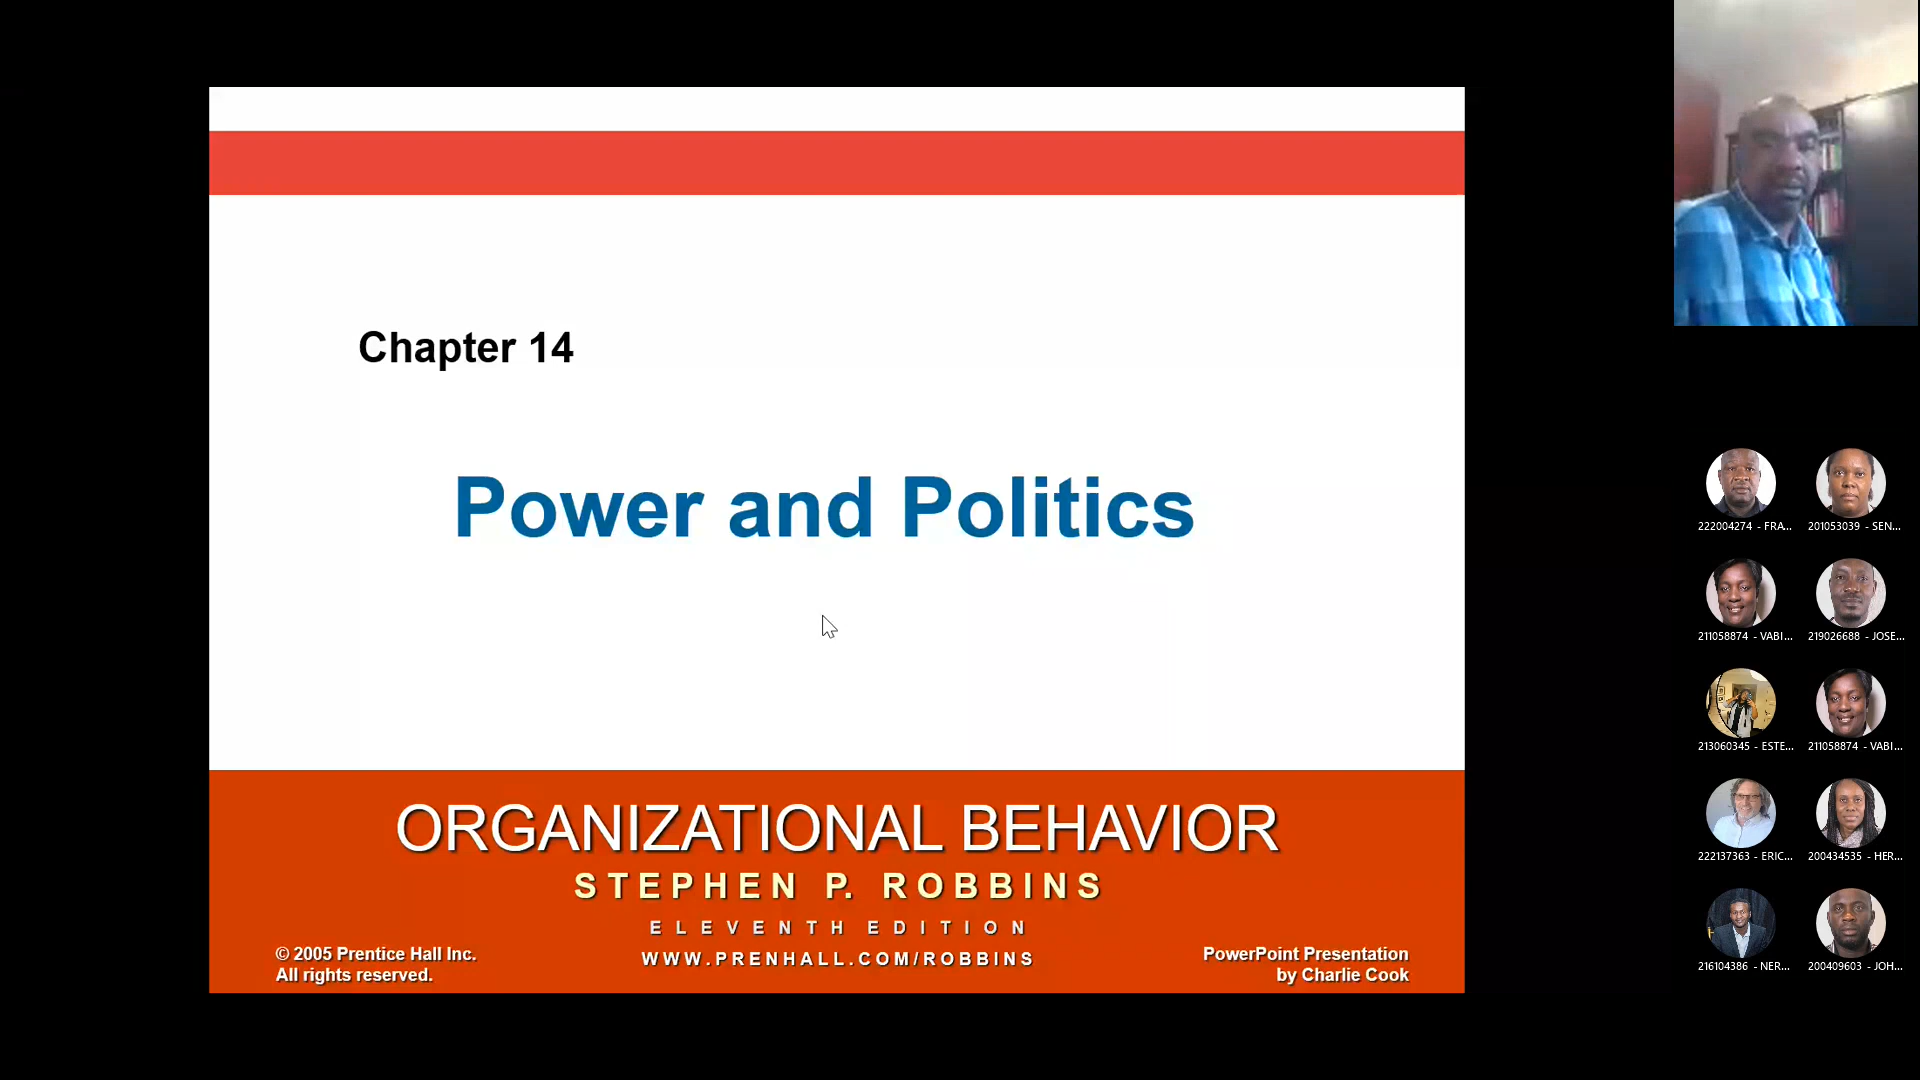 Chapter 14
Power and Politics
ORGANIZATIONAL BEHAVIOR
STEPHEN P. ROBBINS
ELEVENTH EDITION
WWW.PRENHALL.COM/ROBBINS
© 2005 Prentice Hall Inc.
All rights reserved.
PowerPoint Presentation
by Charlie Cook
222004274 - FRA...
201053039 - SEN...
211058874 - VABI...
219026688 - JOSE...
213060345 - ESTE...
211058874 - VABI...
222137363 - ERIC...
200434535 - HER...
216104386 - NER...
200409603 - JOH...